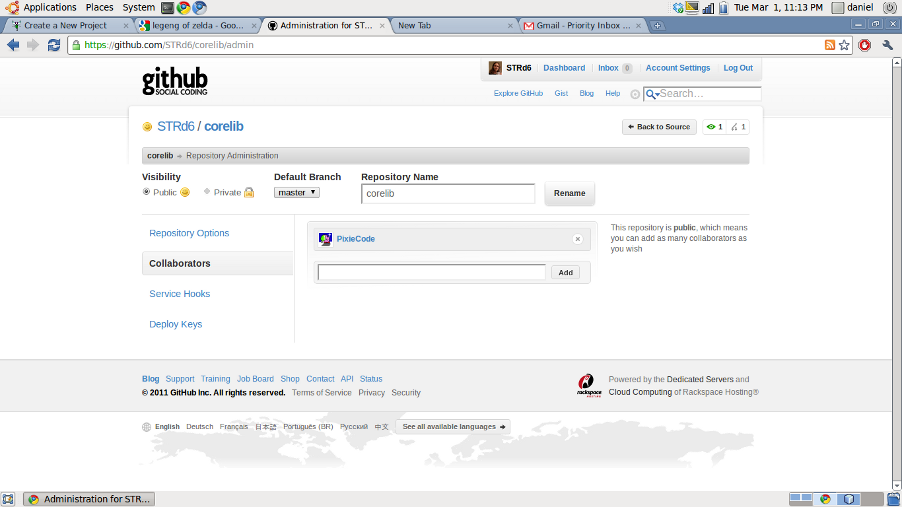 Applications Places System Tue Mar 1, 11:13 PM daniel
Create a New Project legeng of zelda - Goo... Administration for ST... New Tab Gmail - Priority Inbox ...
https://github.com/STRd6/corelib/admin
github
SOCIAL CODING
STRd6 Dashboard Inbox 0 Account Settings Log Out
Explore GitHub Gist Blog Help Search...
STRd6 / corelib Back to Source 1 1
corelib Repository Administration
Visibility Default Branch Repository Name
Public Private master corelib Rename
Repository Options
Collaborators
Service Hooks
Deploy Keys
PixieCode
Add
This repository is public, which means
you can add as many collaborators as
you wish
Blog Support Training Job Board Shop Contact API Status
© 2011 GitHub Inc. All rights reserved. Terms of Service Privacy Security
rackspace
HOSTING
Powered by the Dedicated Servers and
Cloud Computing of Rackspace Hosting®
English Deutsch Français 日本語 Português (BR) Русский 中文 See all available languages
Administration for STR...